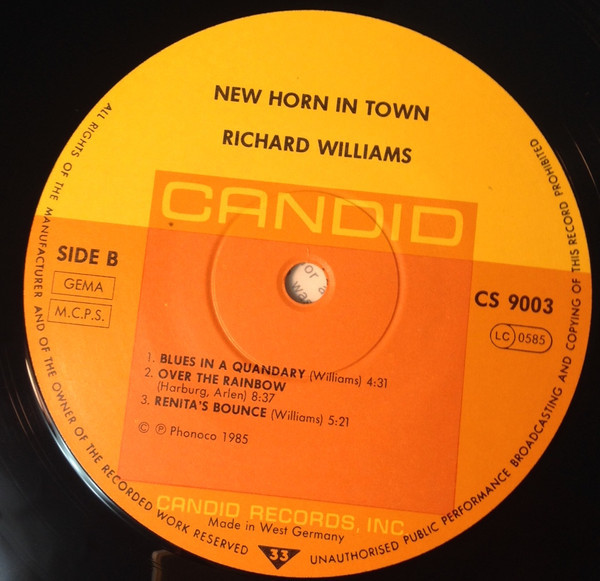 NEW HORN IN TOWN
RICHARD WILLIAMS
CANDID
SIDE B
GEMA
M.C.P.S.
CS 9003
LC 0585
1. BLUES IN A QUANDARY (Williams) 4:31
2. OVER THE RAINBOW
(Harburg, Arlen) 8:37
3. RENITA'S BOUNCE (Williams) 5:21
© ℗ Phonoco 1985
CANDID RECORDS, INC.
Made in West Germany
33
ALL RIGHTS OF THE MANUFACTURER AND OF THE OWNER OF THE RECORDED WORK RESERVED
UNAUTHORISED PUBLIC PERFORMANCE BROADCASTING AND COPYING OF THIS RECORD PROHIBITED
or a
wa